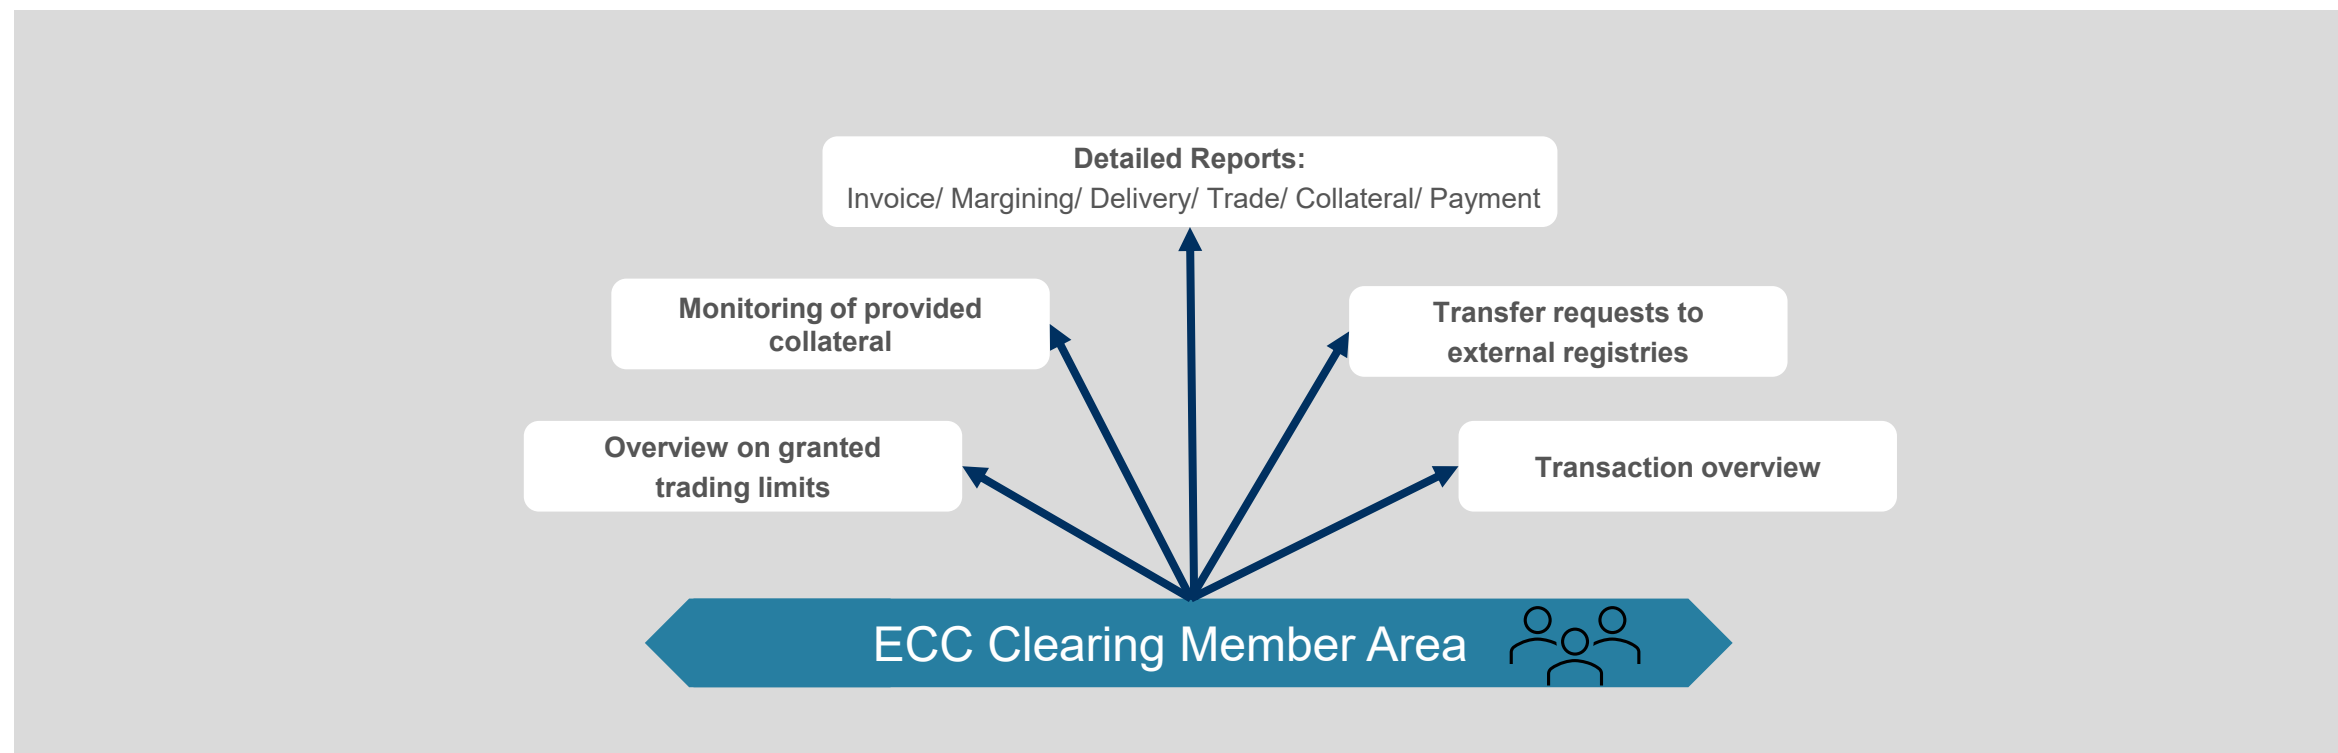 Detailed Reports:
Invoice/ Margining/ Delivery/ Trade/ Collateral/ Payment
Monitoring of provided
collateral
Transfer requests to
external registries
Overview on granted
trading limits
Transaction overview
ECC Clearing Member Area